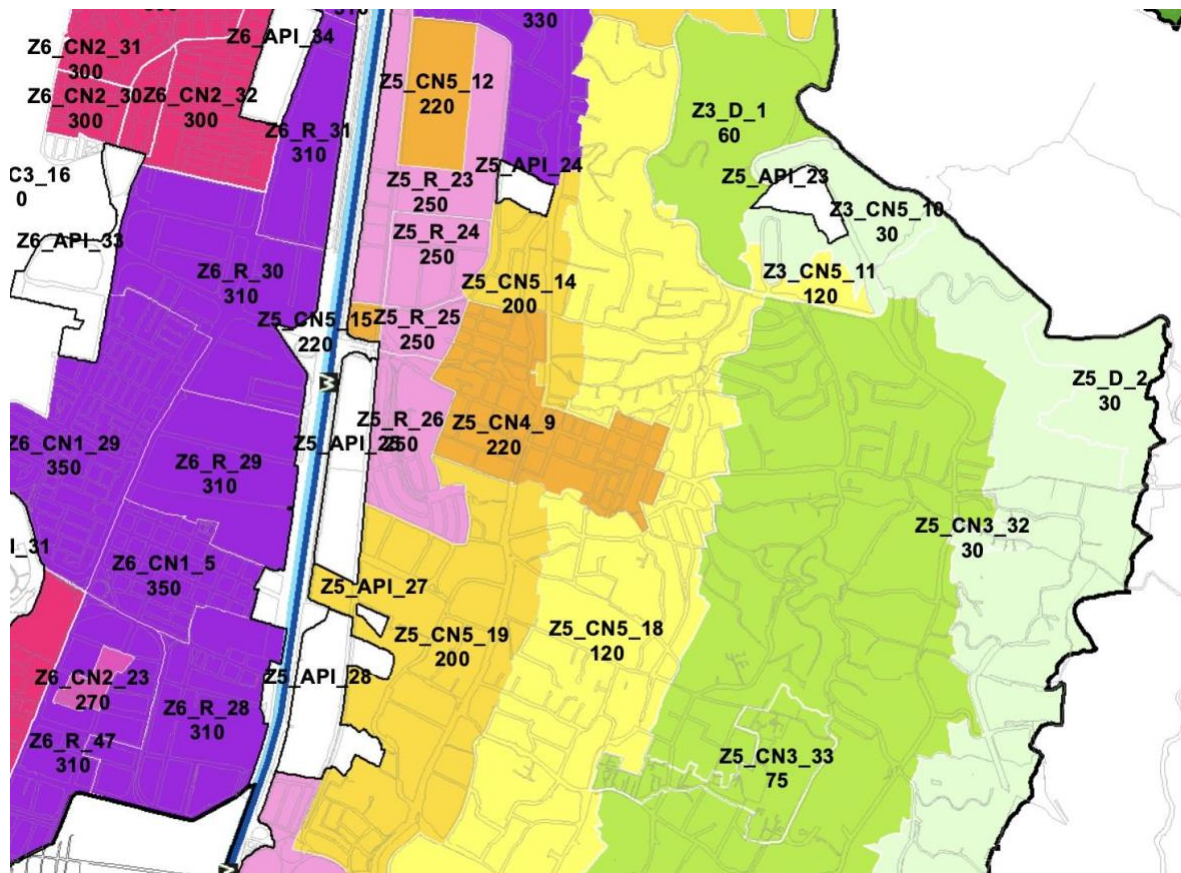 330
Z6_CN2_31
300
Z6_API_34
Z6_CN2_30
300
Z6_CN2_32
300
Z6_R_31
310
Z5_CN5_12
220
Z3_D_1
60
C3_16
0
Z5_API_24
Z5_R_23
250
Z5_API_23
Z3_CN5_10
30
Z6_API_33
Z5_R_24
250
Z6_R_30
310
Z5_CN5_14
200
Z3_CN5_11
120
Z5_CN5_15
220
Z5_R_25
250
Z5_D_2
30
Z6_CN1_29
350
Z5_R_26
250
Z5_CN4_9
220
Z6_R_29
310
Z5_CN3_32
30
Z6_CN1_5
350
Z5_API_27
Z5_CN5_19
200
Z5_CN5_18
120
Z6_CN2_23
270
Z5_API_28
Z6_R_28
310
Z6_R_47
310
Z5_CN3_33
75